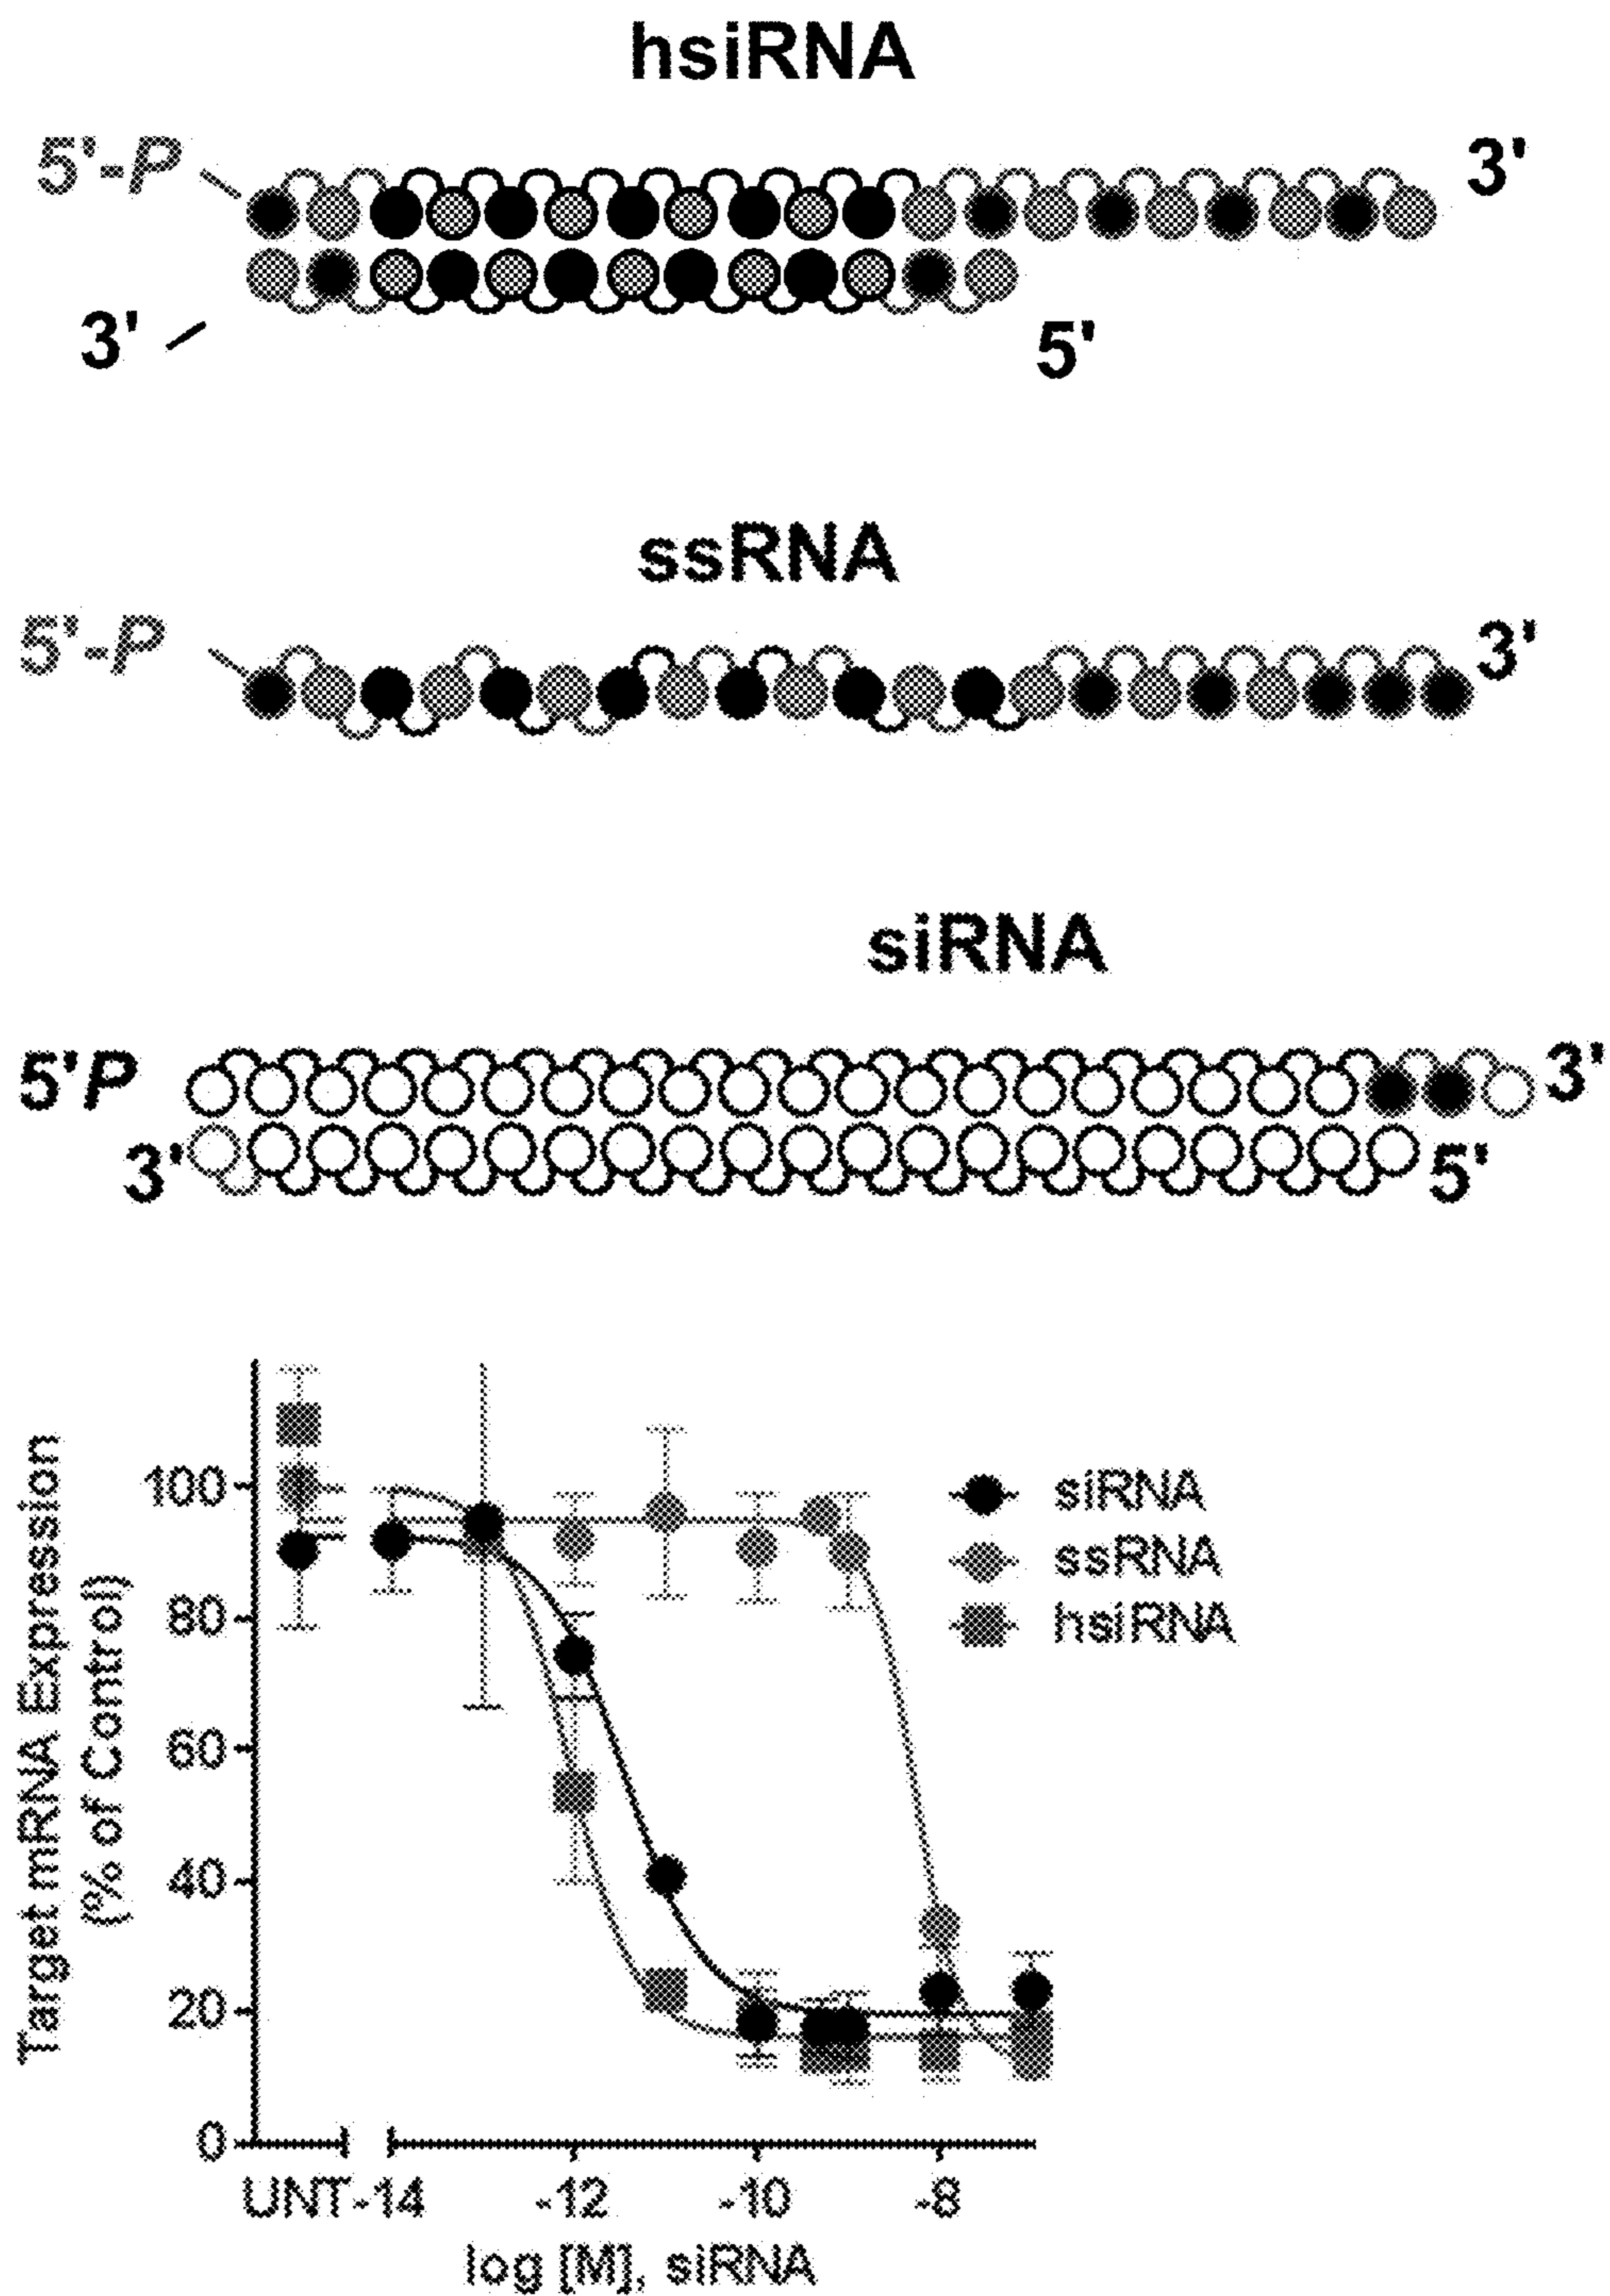 hsiRNA
5'-P
3'
3'
5'
ssRNA
5'-P
3'
siRNA
5'P
3'
3'
5'
Target mRNA Expression
(% of Control)
100
80
60
40
20
0
siRNA
ssRNA
hsiRNA
UNT -14 -12 -10 -8
log [M], siRNA